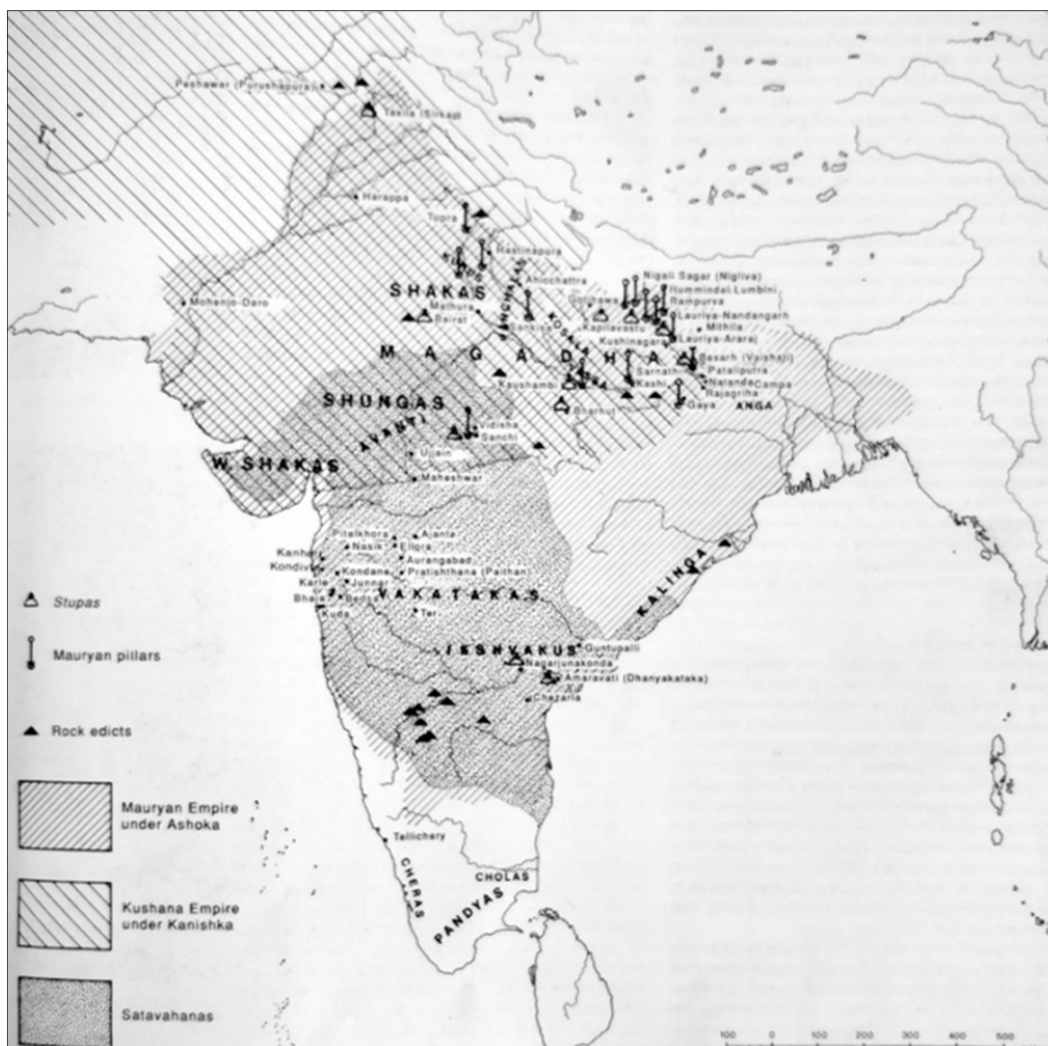 Peshawar (Purushapura)
Taxila (Sirkap)
Harappa
Topra
Hastinapura
Mohenjo-Daro
SHAKAS
Ahicchattra
Mathura
Bairat
Sankisa
PANCHALAS
KOSALA
Gotihawa
Kapilavastu
Kushinagara
Nigali Sagar (Nigliva)
Rummindei Lumbini
Rampurva
Lauriya-Nandangarh
Mithila
Lauriya-Araraj
MAGADHA
Basarh (Vaishali)
Pataliputra
Sarnath
Kaushambi
Kashi
Nalanda
Campa
Rajagriha
Gaya
ANGA
Bharhut
SHUNGAS
AVANTI
Vidisha
Sanchi
W. SHAKAS
Ujjain
Maheshwar
Pitalkhora
Ajanta
Nasik
Ellora
Kanheri
Aurangabad
Kondivte
Kondane
Pratishthana (Paithan)
Karle
Junnar
Bhaja
Bedsa
VAKATAKAS
Kuda
Ter
KALINGA
IKSHVAKUS
Guntupalli
Nagarjunakonda
Amaravati (Dhanyakataka)
Chezarla
Tellichery
CHERAS
CHOLAS
PANDYAS
Stupas
Mauryan pillars
Rock edicts
Mauryan Empire
under Ashoka
Kushana Empire
under Kanishka
Satavahanas
100 0 100 200 300 400 500